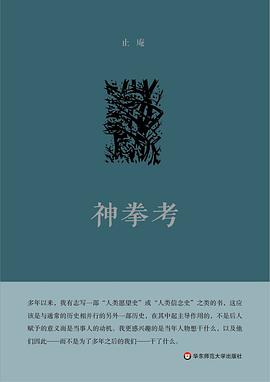 止庵
神拳考
多年以来，我有志写一部“人类愿望史”或“人类信念史”之类的书，这应
该是与通常的历史相并行的另外一部历史，在其中起主导作用的，不是后人
赋予的意义而是当事人的动机。我更感兴趣的是当年人物想干什么，以及他
们因此——而不是为了多年之后的我们——干了什么。
华东师范大学出版社